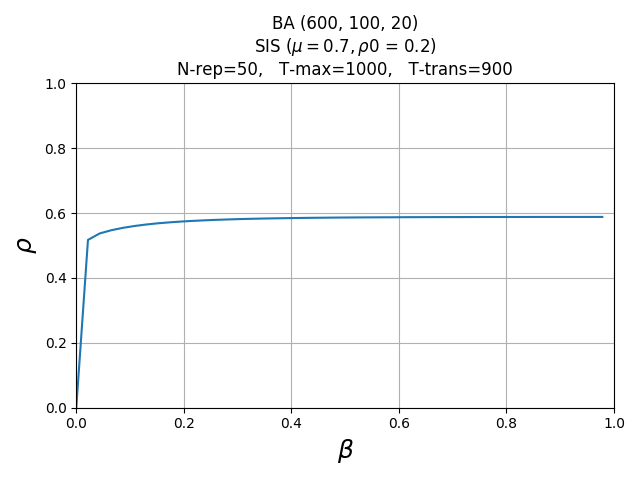 BA (600, 100, 20)
SIS (μ = 0.7, ρ0 = 0.2)
N-rep=50, T-max=1000, T-trans=900
1.0
0.8
0.6
0.4
0.2
0.0
ρ
0.0 0.2 0.4 0.6 0.8 1.0
β